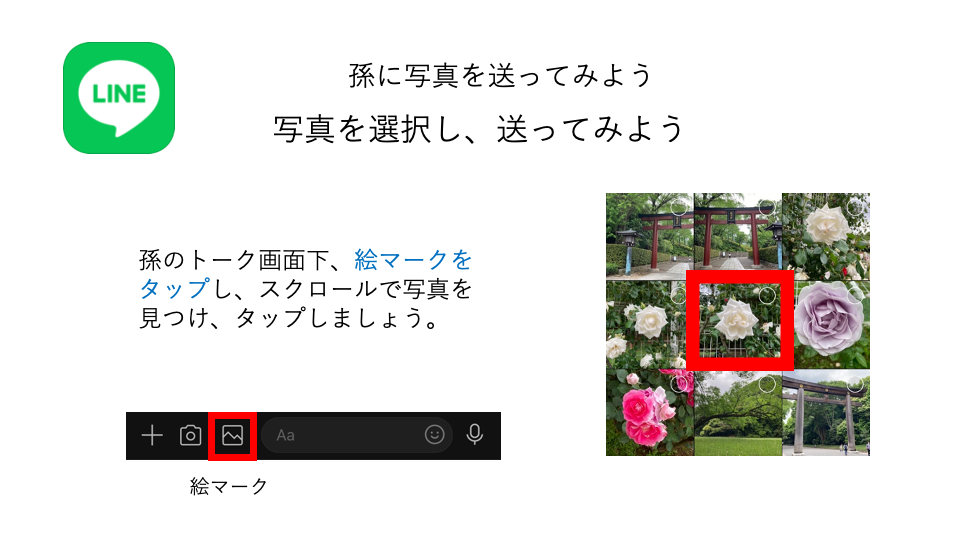 LINE
孫に写真を送ってみよう
写真を選択し、送ってみよう
孫のトーク画面下、絵マークを
タップし、スクロールで写真を
見つけ、タップしましょう。
Aa
絵マーク